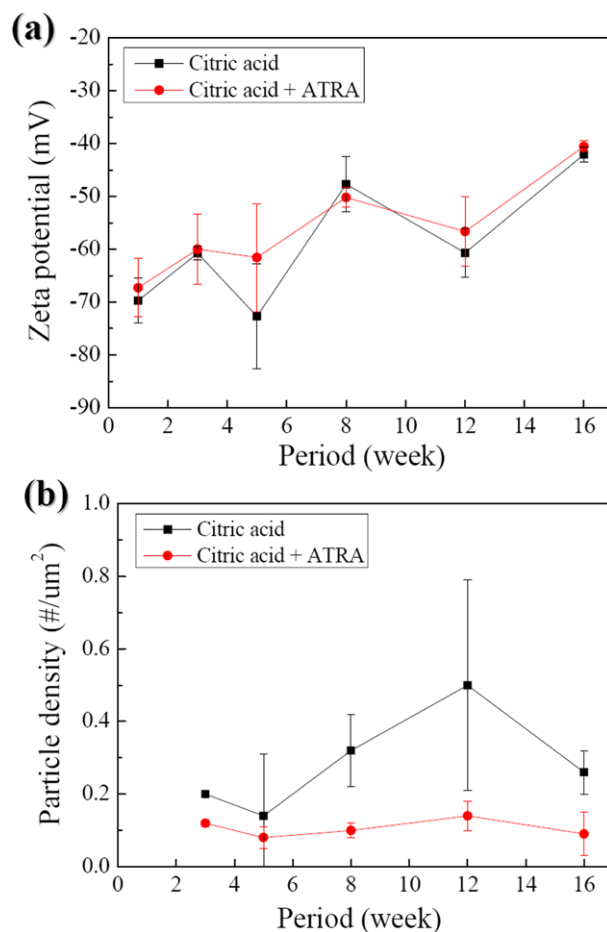 (a)
-20
-30
-40
-50
-60
-70
-80
-90
Zeta potential (mV)
Citric acid
Citric acid + ATRA
0 2 4 6 8 10 12 14 16
Period (week)
(b)
1.0
0.8
0.6
0.4
0.2
0.0
Particle density (#/um²)
Citric acid
Citric acid + ATRA
0 2 4 6 8 10 12 14 16
Period (week)